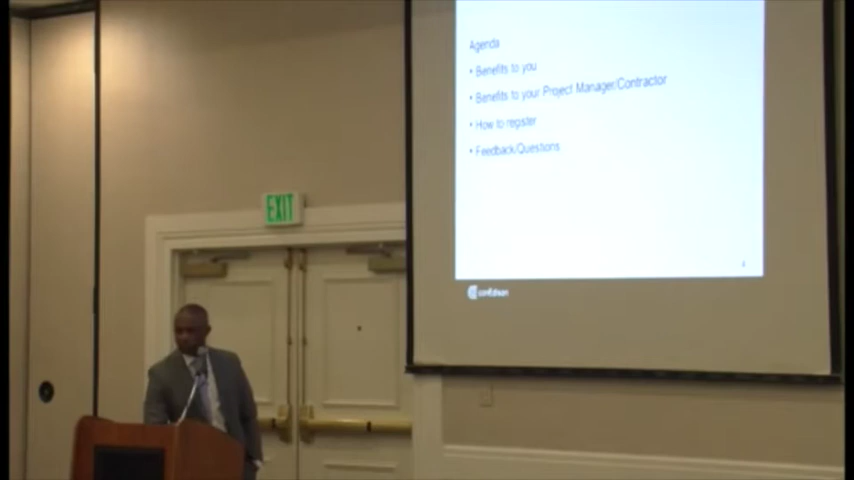 Agenda
• Benefits to you
• Benefits to your Project Manager/Contractor
• How to register
• Feedback/Questions
conEdison
EXIT